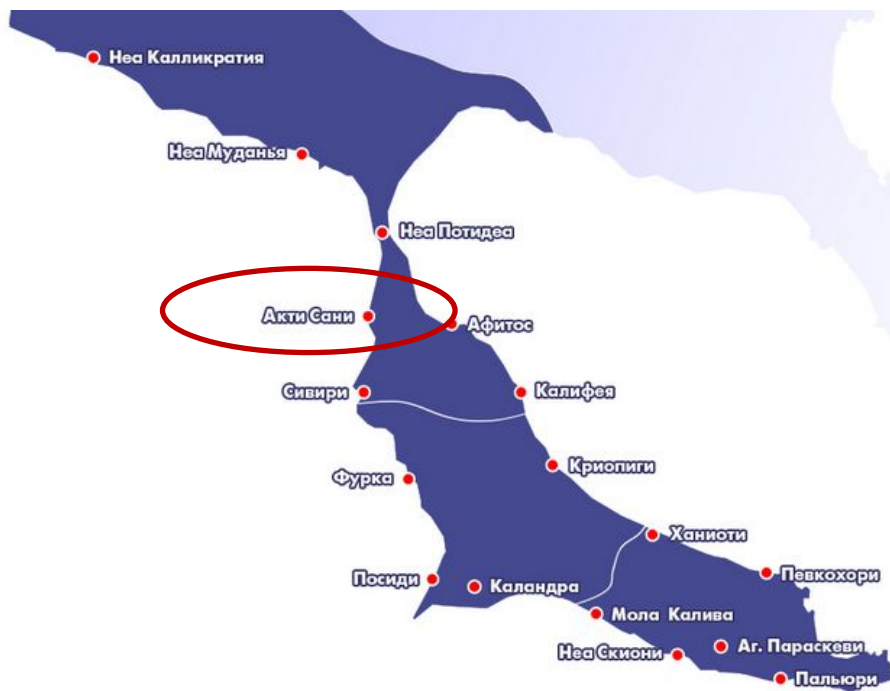 Неа Калликратия
Неа Муданья
Неа Потидеа
Акти Сани
Афитос
Сивири
Калифея
Криопиги
Фурка
Ханиоти
Певкохори
Посиди
Каландра
Мола Калива
Аг. Параскеви
Неа Скиони
Пальюри